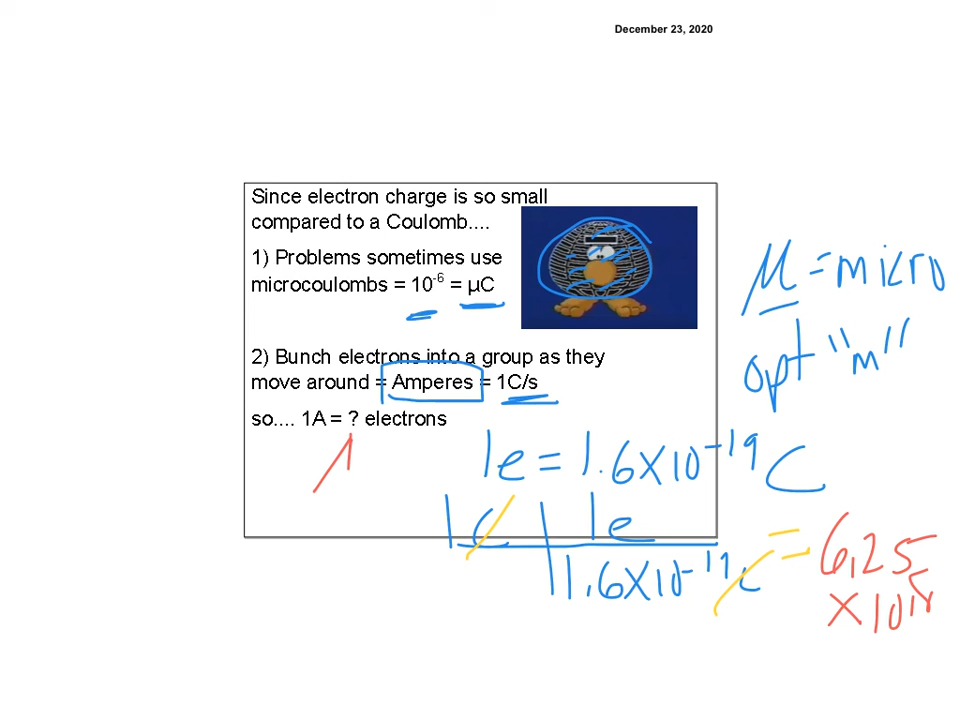 December 23, 2020
Since electron charge is so small
compared to a Coulomb....
1) Problems sometimes use
microcoulombs = 10⁻⁶ = µC
µ = micro
opt "m"
2) Bunch electrons into a group as they
move around = Amperes = 1C/s
so.... 1A = ? electrons
1e = 1.6x10⁻¹⁹ C
1C | 1e
1.6x10⁻¹⁹ C
= 6.25
x10¹⁸